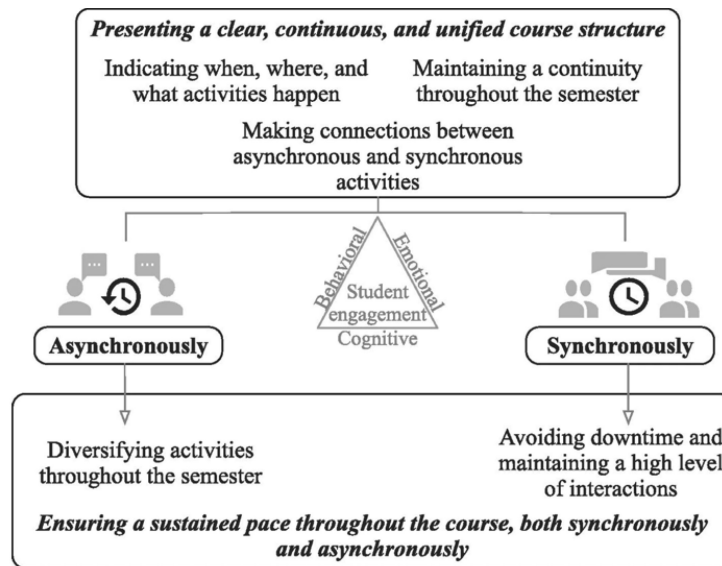 Presenting a clear, continuous, and unified course structure
Indicating when, where, and
what activities happen
Maintaining a continuity
throughout the semester
Making connections between
asynchronous and synchronous
activities
Behavioral
Emotional
Student
engagement
Cognitive
Asynchronously
Synchronously
Diversifying activities
throughout the semester
Avoiding downtime and
maintaining a high level
of interactions
Ensuring a sustained pace throughout the course, both synchronously
and asynchronously